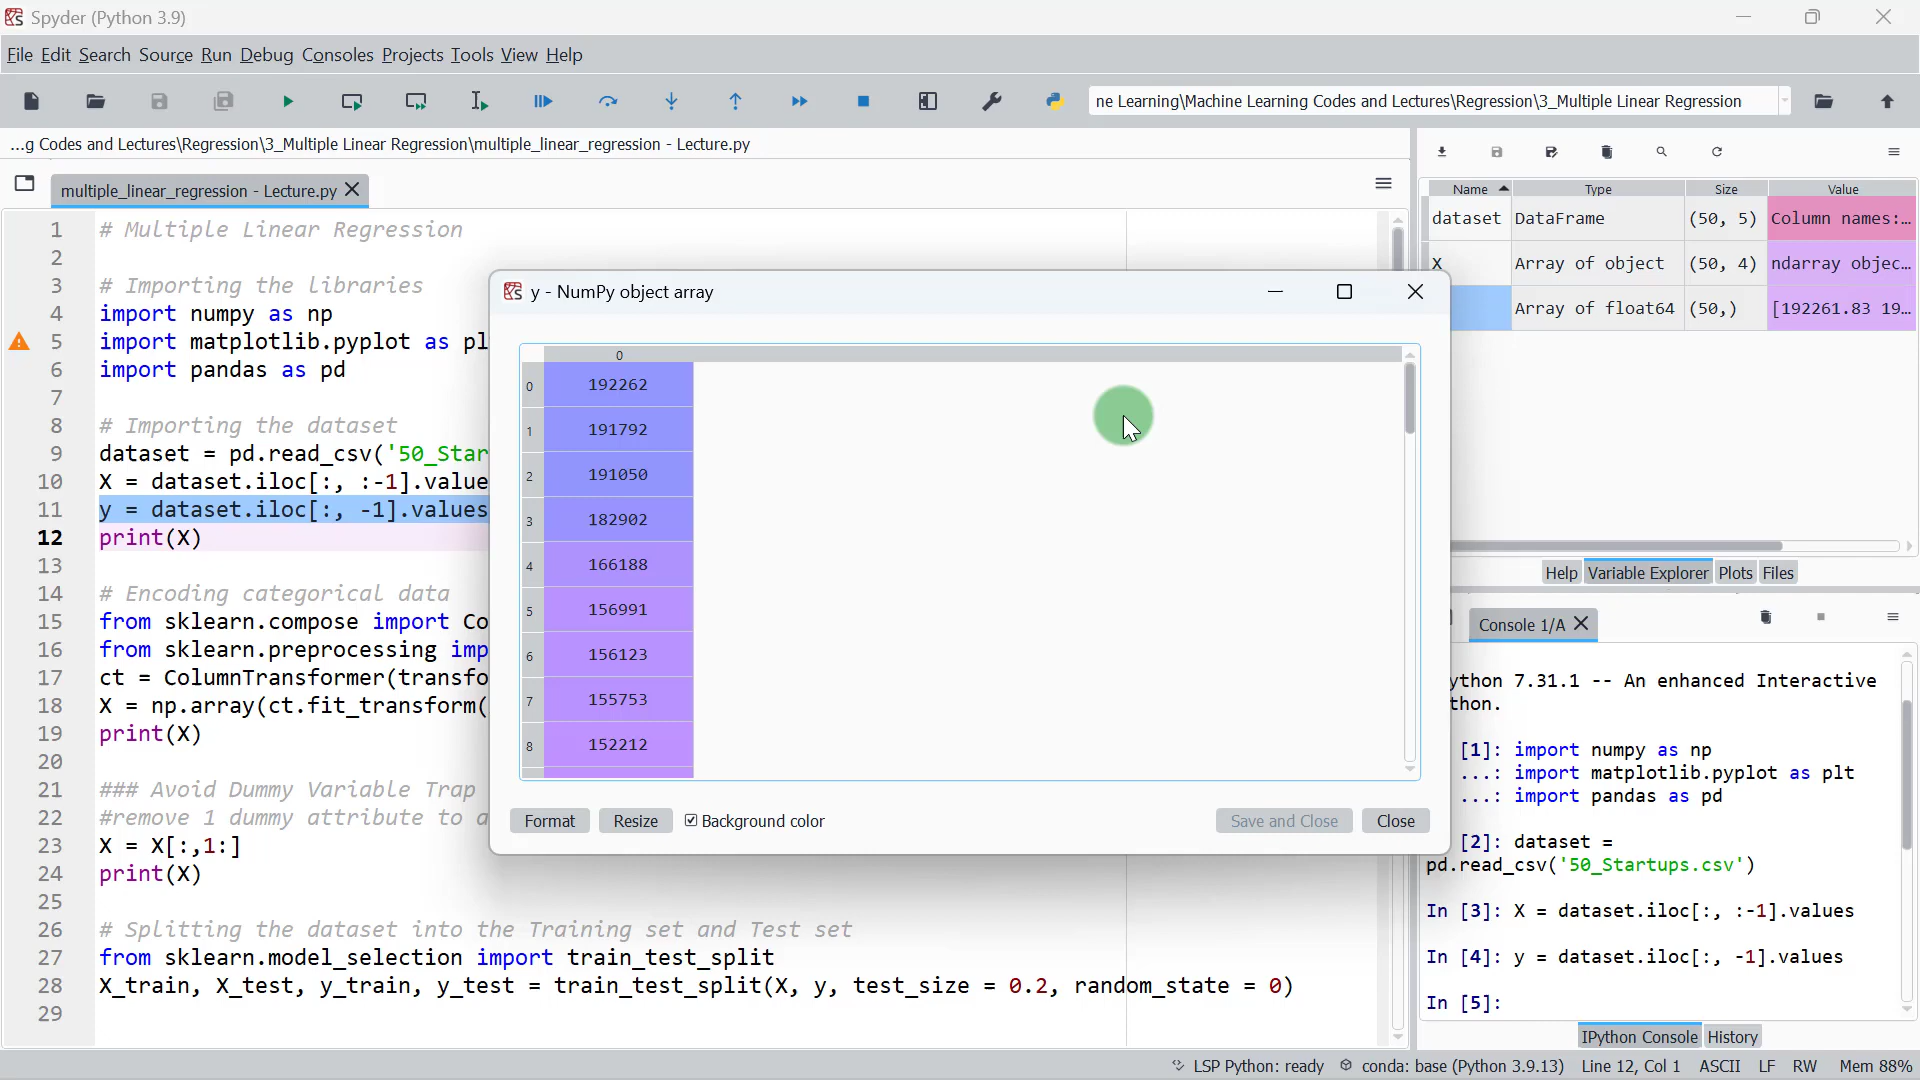 Spyder (Python 3.9)
File Edit Search Source Run Debug Consoles Projects Tools View Help
ne Learning\Machine Learning Codes and Lectures\Regression\3_Multiple Linear Regression
...g Codes and Lectures\Regression\3_Multiple Linear Regression\multiple_linear_regression - Lecture.py
multiple_linear_regression - Lecture.py
1 # Multiple Linear Regression
2
3 # Importing the libraries
4 import numpy as np
5 import matplotlib.pyplot as pl
6 import pandas as pd
7
8 # Importing the dataset
9 dataset = pd.read_csv('50_Star
10 X = dataset.iloc[:, :-1].value
11 y = dataset.iloc[:, -1].values
12 print(X)
13
14 # Encoding categorical data
15 from sklearn.compose import Co
16 from sklearn.preprocessing imp
17 ct = ColumnTransformer(transfo
18 X = np.array(ct.fit_transform(
19 print(X)
20
21 ### Avoid Dummy Variable Trap
22 #remove 1 dummy attribute to a
23 X = X[:,1:]
24 print(X)
25
26 # Splitting the dataset into the Training set and Test set
27 from sklearn.model_selection import train_test_split
28 X_train, X_test, y_train, y_test = train_test_split(X, y, test_size = 0.2, random_state = 0)
29
y - NumPy object array
0
0 192262
1 191792
2 191050
3 182902
4 166188
5 156991
6 156123
7 155753
8 152212
Format Resize Background color Save and Close Close
Name Type Size Value
dataset DataFrame (50, 5) Column names:...
X Array of object (50, 4) ndarray objec...
Array of float64 (50,) [192261.83 19...
Help Variable Explorer Plots Files
Console 1/A
ython 7.31.1 -- An enhanced Interactive
thon.
[1]: import numpy as np
...: import matplotlib.pyplot as plt
...: import pandas as pd
[2]: dataset =
pd.read_csv('50_Startups.csv')
In [3]: X = dataset.iloc[:, :-1].values
In [4]: y = dataset.iloc[:, -1].values
In [5]:
IPython Console History
LSP Python: ready conda: base (Python 3.9.13) Line 12, Col 1 ASCII LF RW Mem 88%